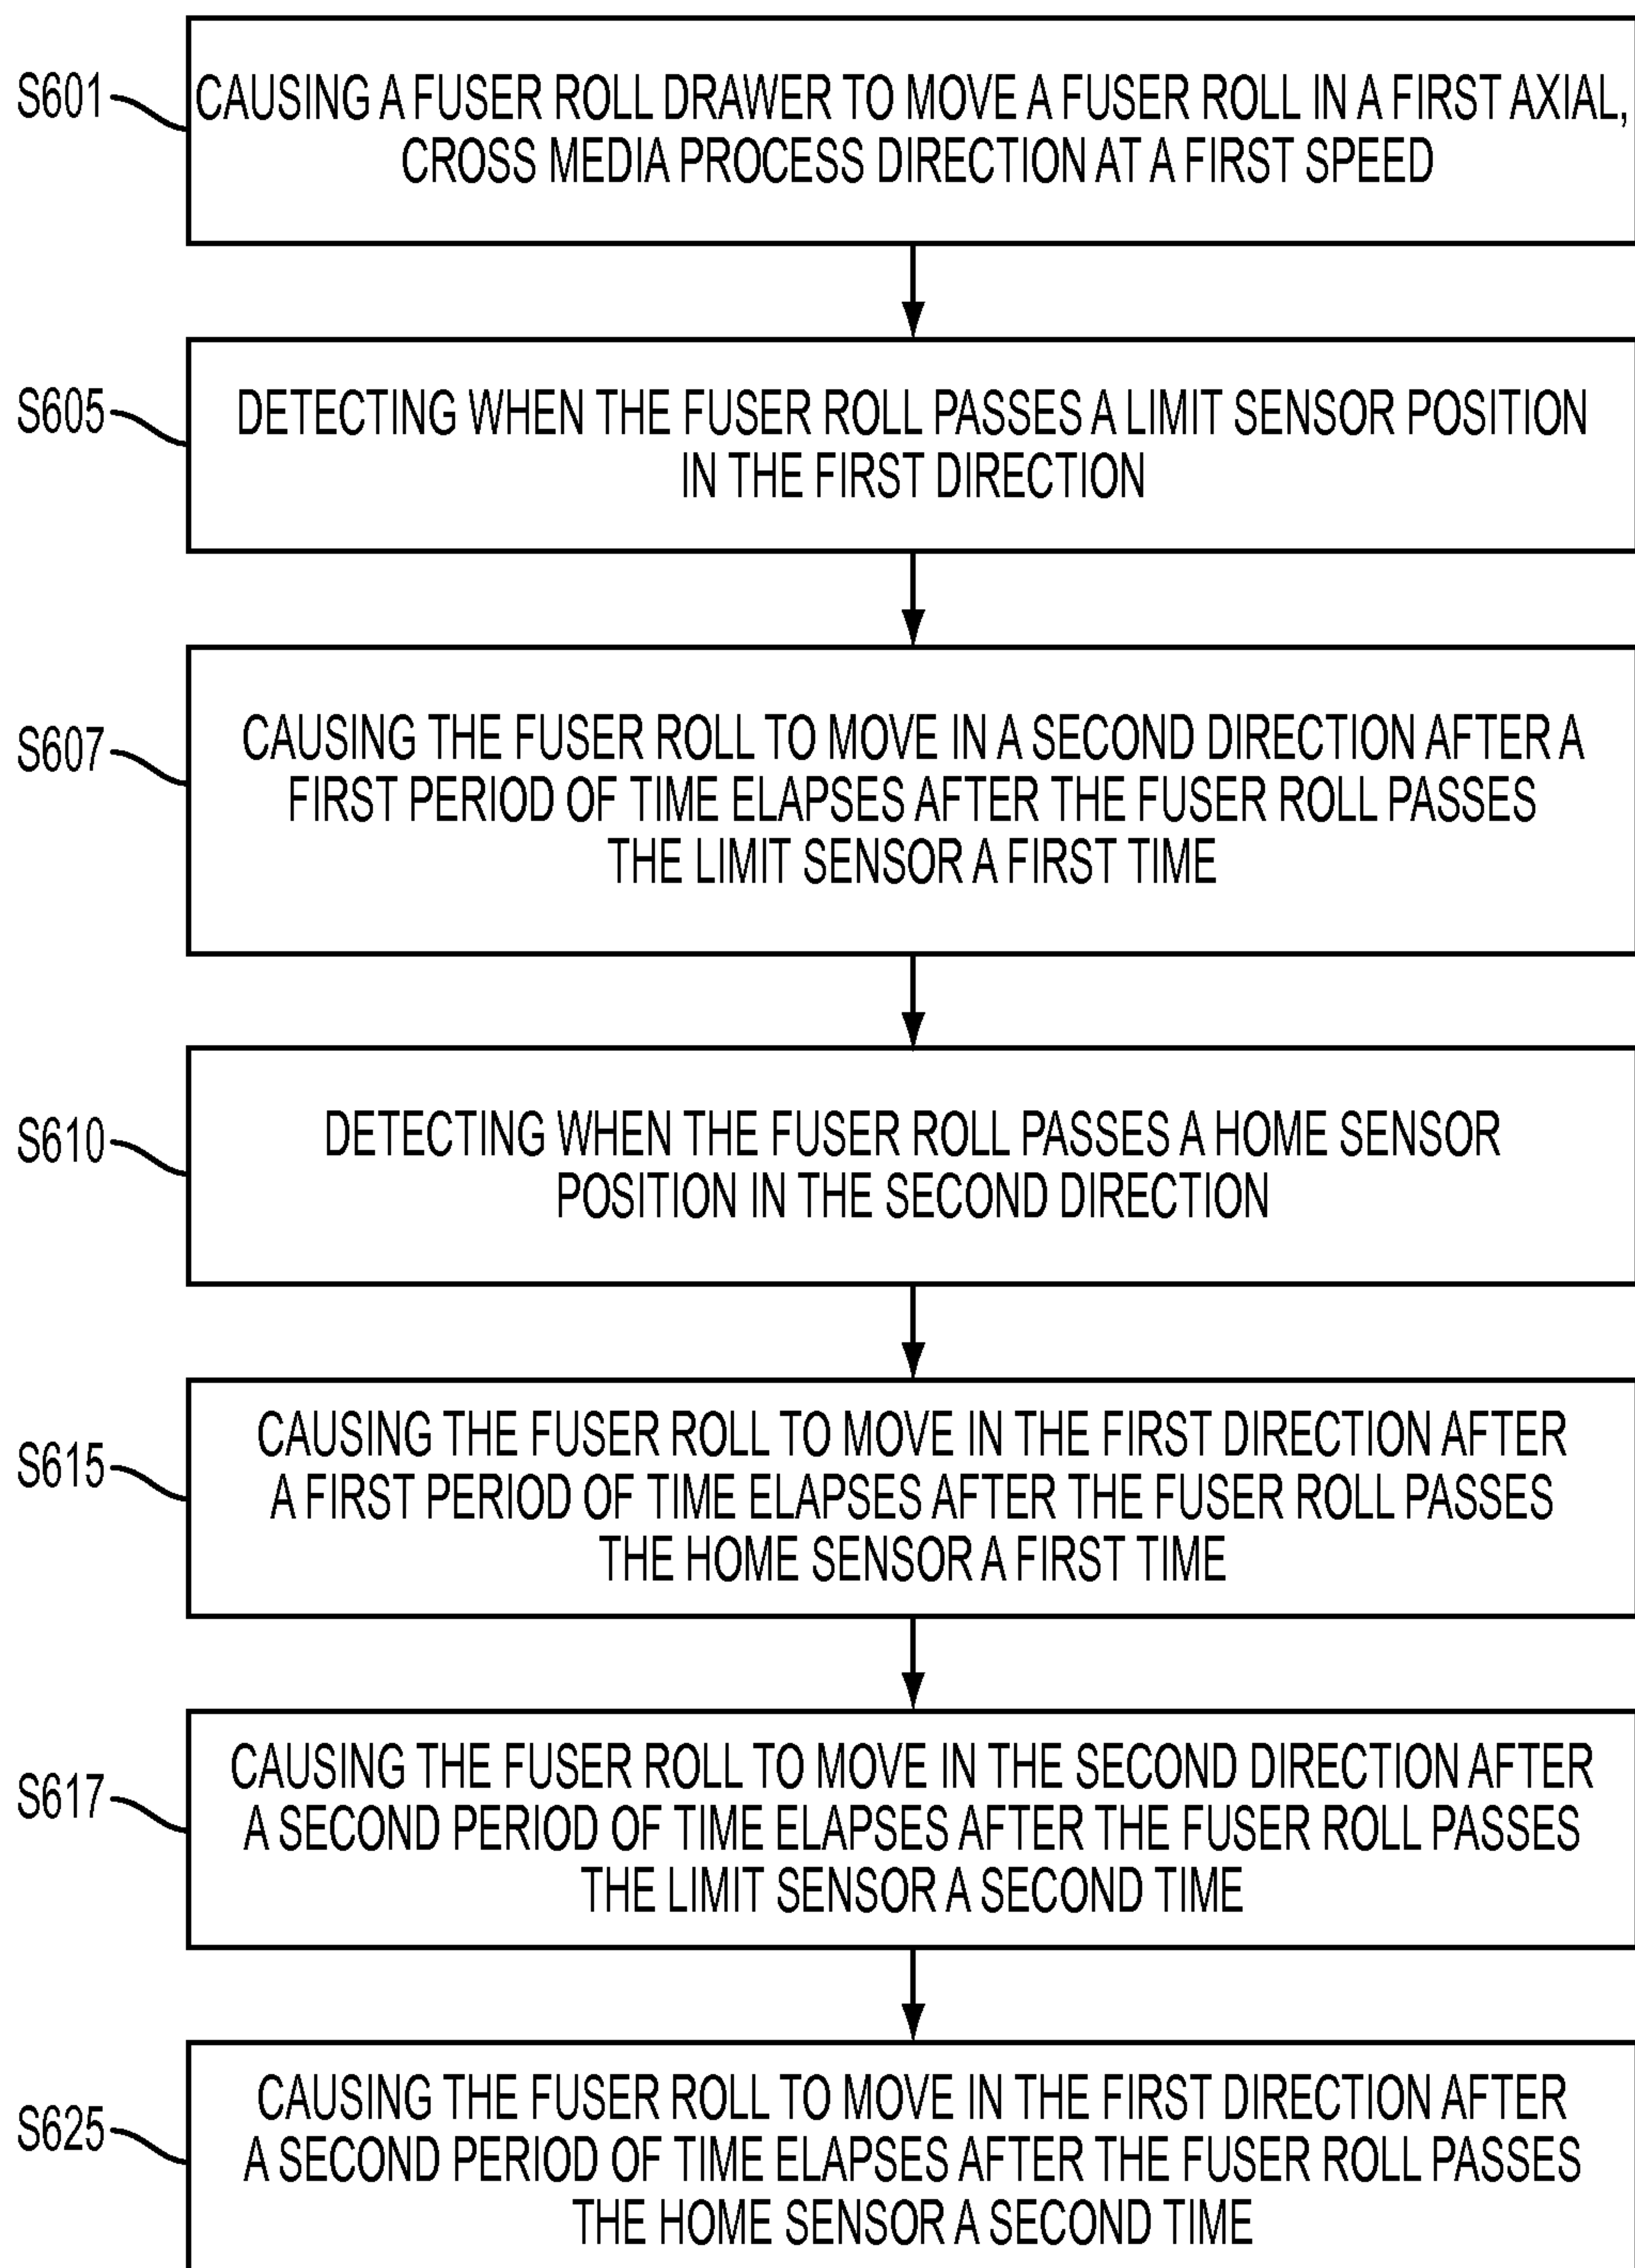 S601
CAUSING A FUSER ROLL DRAWER TO MOVE A FUSER ROLL IN A FIRST AXIAL,
CROSS MEDIA PROCESS DIRECTION AT A FIRST SPEED
S605
DETECTING WHEN THE FUSER ROLL PASSES A LIMIT SENSOR POSITION
IN THE FIRST DIRECTION
S607
CAUSING THE FUSER ROLL TO MOVE IN A SECOND DIRECTION AFTER A
FIRST PERIOD OF TIME ELAPSES AFTER THE FUSER ROLL PASSES
THE LIMIT SENSOR A FIRST TIME
S610
DETECTING WHEN THE FUSER ROLL PASSES A HOME SENSOR
POSITION IN THE SECOND DIRECTION
S615
CAUSING THE FUSER ROLL TO MOVE IN THE FIRST DIRECTION AFTER
A FIRST PERIOD OF TIME ELAPSES AFTER THE FUSER ROLL PASSES
THE HOME SENSOR A FIRST TIME
S617
CAUSING THE FUSER ROLL TO MOVE IN THE SECOND DIRECTION AFTER
A SECOND PERIOD OF TIME ELAPSES AFTER THE FUSER ROLL PASSES
THE LIMIT SENSOR A SECOND TIME
S625
CAUSING THE FUSER ROLL TO MOVE IN THE FIRST DIRECTION AFTER
A SECOND PERIOD OF TIME ELAPSES AFTER THE FUSER ROLL PASSES
THE HOME SENSOR A SECOND TIME